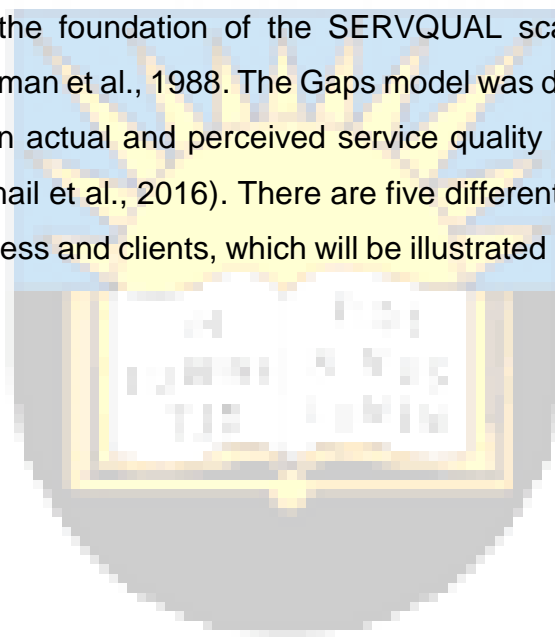 the foundation of the SERVQUAL sca
man et al., 1988. The Gaps model was d
n actual and perceived service quality
ail et al., 2016). There are five different
ess and clients, which will be illustrated